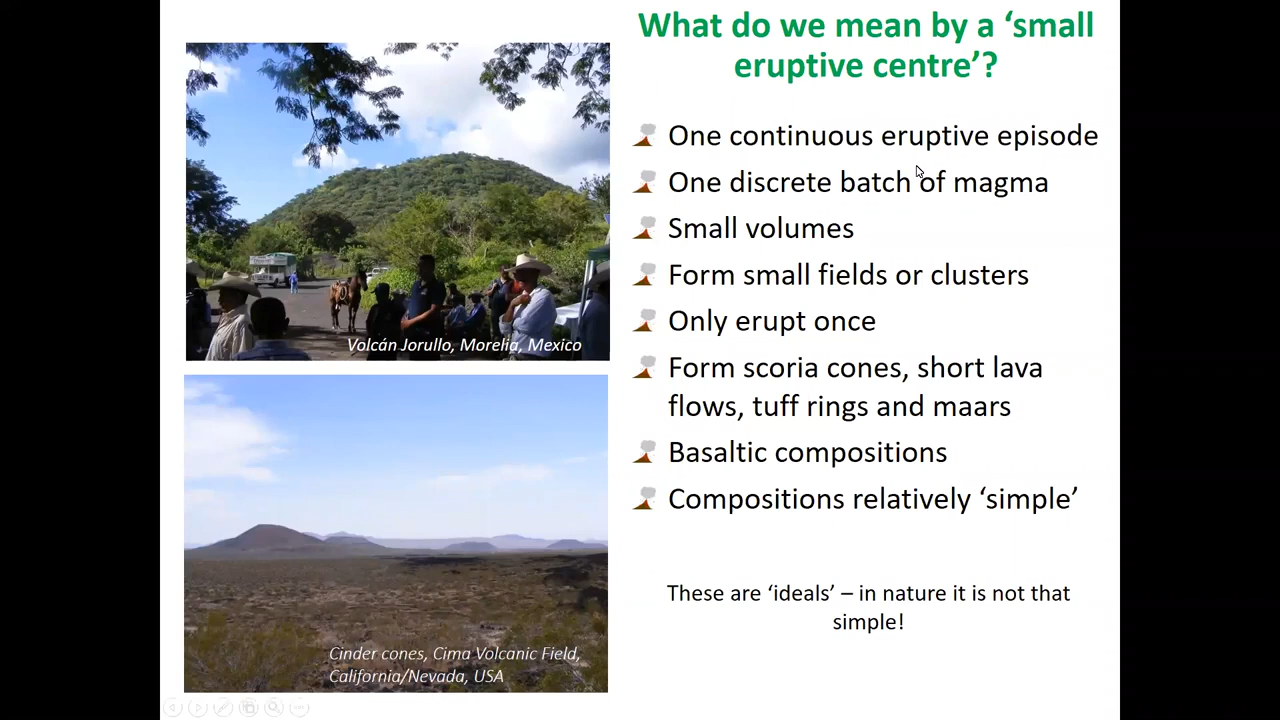 What do we mean by a ‘small
eruptive centre’?
One continuous eruptive episode
One discrete batch of magma
Small volumes
Form small fields or clusters
Only erupt once
Form scoria cones, short lava
flows, tuff rings and maars
Basaltic compositions
Compositions relatively ‘simple’
These are ‘ideals’ – in nature it is not that
simple!
Volcán Jorullo, Morelia, Mexico
Cinder cones, Cima Volcanic Field,
California/Nevada, USA